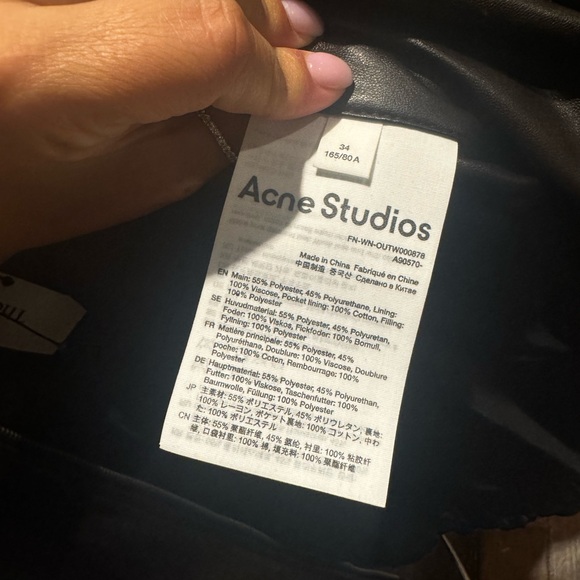 34
165/80 A
Acne Studios
FN-WN-OUTW000878
A90570-
Made in China Fabriqué en Chine
中国制造 중국산 Сделано в Китае
EN Main: 55% Polyester, 45% Polyurethane, Lining:
100% Viscose, Pocket lining: 100% Cotton, Filling:
100% Polyester
SE Huvudmaterial: 55% Polyester, 45% Polyuretan,
Foder: 100% Viskos, Fickfoder: 100% Bomull,
Fyllning: 100% Polyester
FR Matière principale: 55% Polyester, 45%
Polyuréthane, Doublure: 100% Viscose, Doublure
poche: 100% Coton, Rembourrage: 100%
Polyester
DE Hauptmaterial: 55% Polyester, 45% Polyurethan,
Futter: 100% Viskose, Taschenfutter: 100%
Baumwolle, Füllung: 100% Polyester
JP 主素材: 55% ポリエステル, 45% ポリウレタン, 裏地:
100% レーヨン, ポケット裏地: 100% コットン, 中わ
た: 100% ポリエステル
CN 主体: 55% 聚酯纤维, 45% 氨纶, 衬里: 100% 粘胶纤
维, 口袋衬里: 100% 棉, 填充料: 100% 聚酯纤维